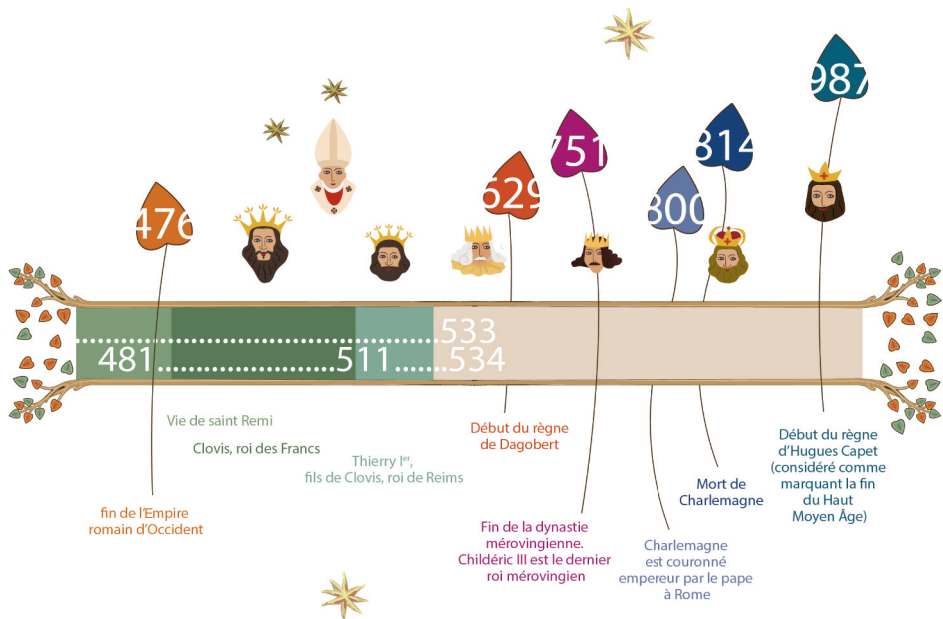 987
814
751
629
800
476
533
481 511 534
Vie de saint Remi
Clovis, roi des Francs
Thierry Ier,
fils de Clovis, roi de Reims
Début du règne
de Dagobert
Début du règne
d'Hugues Capet
(considéré comme
marquant la fin
du Haut
Moyen Âge)
Mort de
Charlemagne
fin de l'Empire
romain d'Occident
Fin de la dynastie
mérovingienne.
Childéric III est le dernier
roi mérovingien
Charlemagne
est couronné
empereur par le pape
à Rome